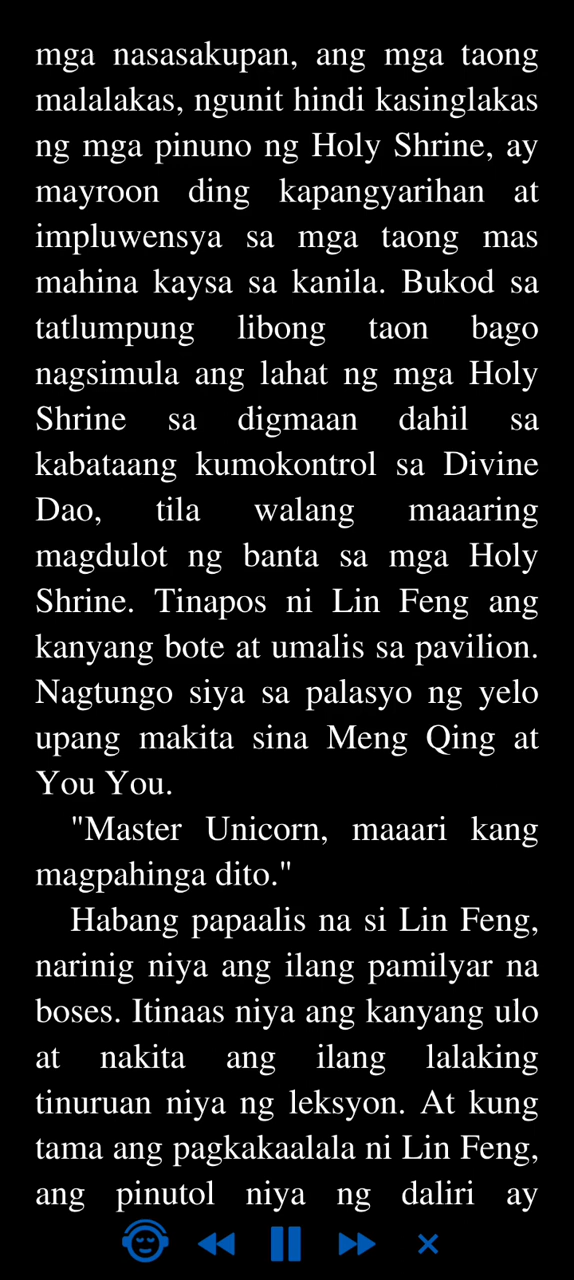 mga nasasakupan, ang mga taong
malalakas, ngunit hindi kasinglakas
ng mga pinuno ng Holy Shrine, ay
mayroon ding kapangyarihan at
impluwensya sa mga taong mas
mahina kaysa sa kanila. Bukod sa
tatlumpung libong taon bago
nagsimula ang lahat ng mga Holy
Shrine sa digmaan dahil sa
kabataang kumokontrol sa Divine
Dao, tila walang maaaring
magdulot ng banta sa mga Holy
Shrine. Tinapos ni Lin Feng ang
kanyang bote at umalis sa pavilion.
Nagtungo siya sa palasyo ng yelo
upang makita sina Meng Qing at
You You.
"Master Unicorn, maaari kang
magpahinga dito."
Habang papaalis na si Lin Feng,
narinig niya ang ilang pamilyar na
boses. Itinaas niya ang kanyang ulo
at nakita ang ilang lalaking
tinuruan niya ng leksyon. At kung
tama ang pagkakaalala ni Lin Feng,
ang pinutol niya ng daliri ay